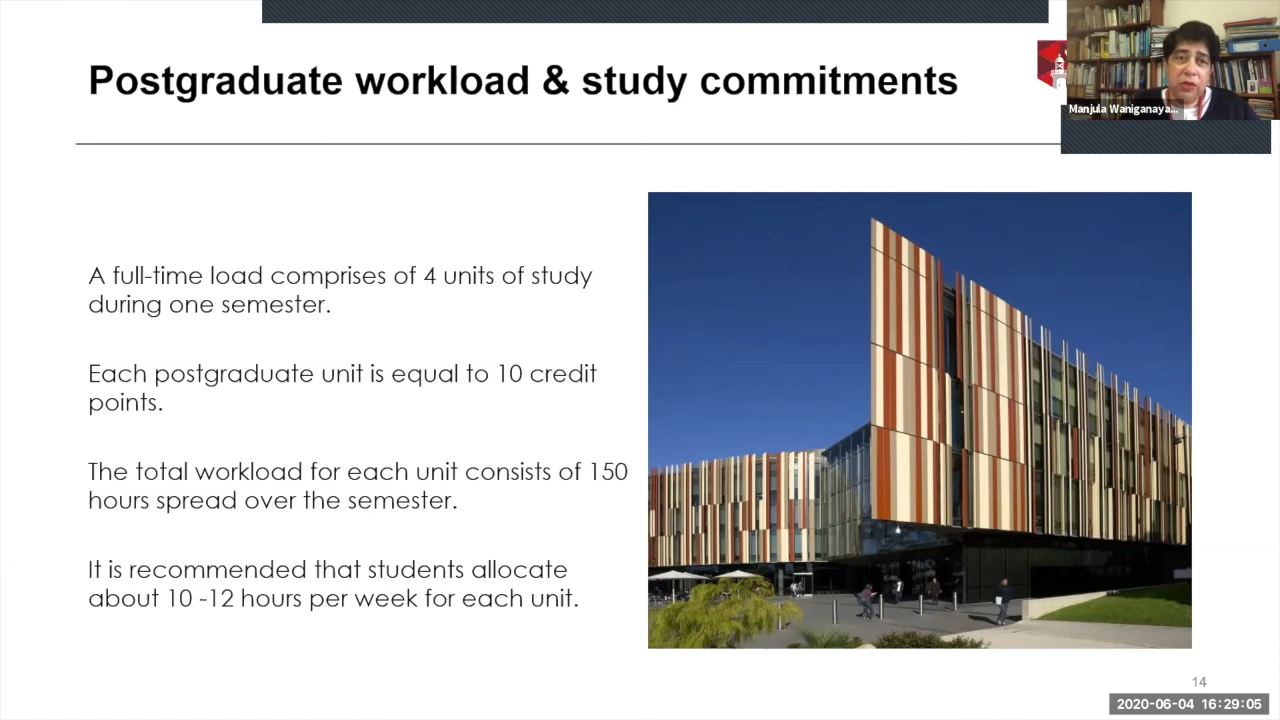 Postgraduate workload & study commitments
Manjula Waniganaya...
A full-time load comprises of 4 units of study
during one semester.
Each postgraduate unit is equal to 10 credit
points.
The total workload for each unit consists of 150
hours spread over the semester.
It is recommended that students allocate
about 10 -12 hours per week for each unit.
14
2020-06-04 16:29:05